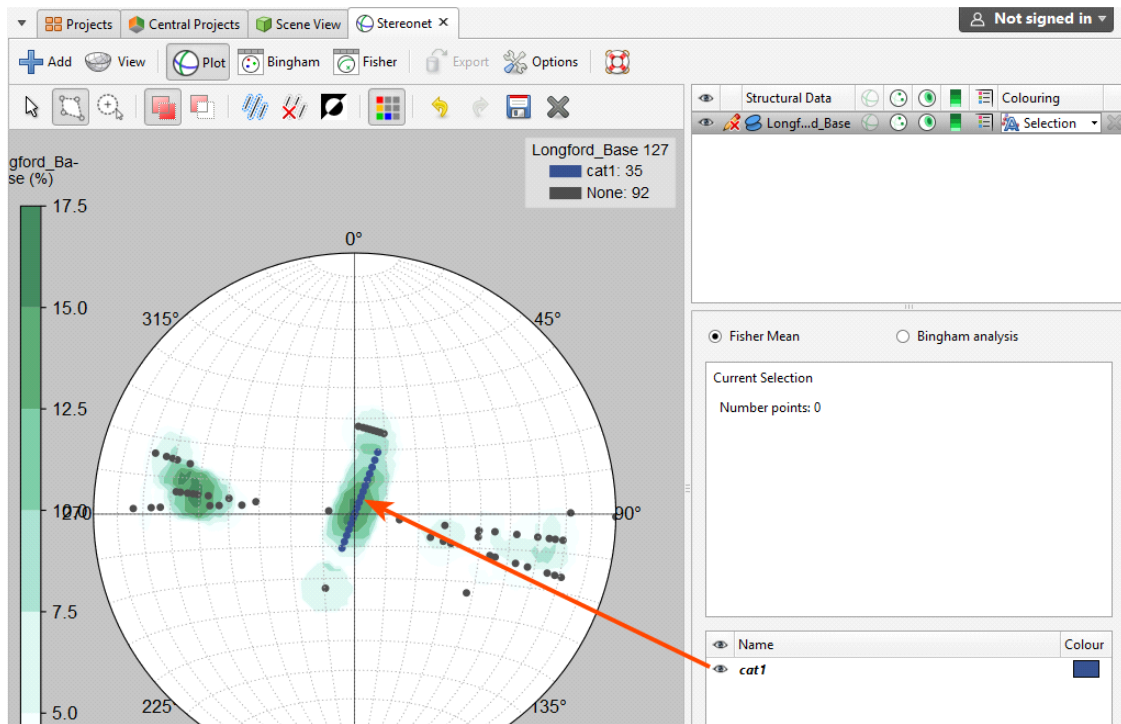 Projects Central Projects Scene View Stereonet
Not signed in
Add View Plot Bingham Fisher Export Options
Structural Data Colouring
Longf...d_Base Selection
gford_Ba-
se (%)
Longford_Base 127
cat1: 35
None: 92
17.5
15.0
12.5
7.5
5.0
0°
315°
45°
270
90°
225°
135°
Fisher Mean Bingham analysis
Current Selection
Number points: 0
Name Colour
cat1